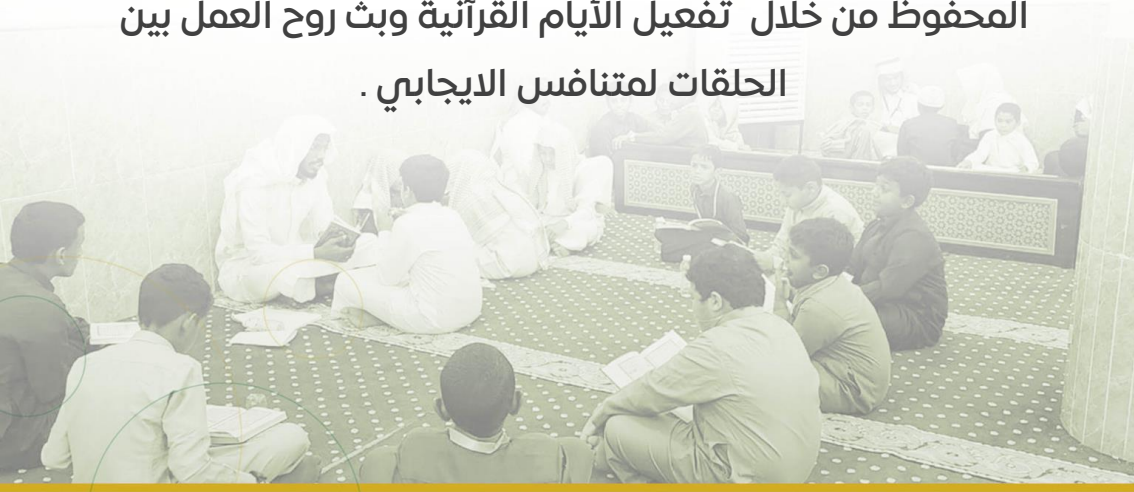 المحفوظ من خلال تفعيل الأيام القرآنية وبث روح العمل بين
الحلقات لمتنافس الايجابي .